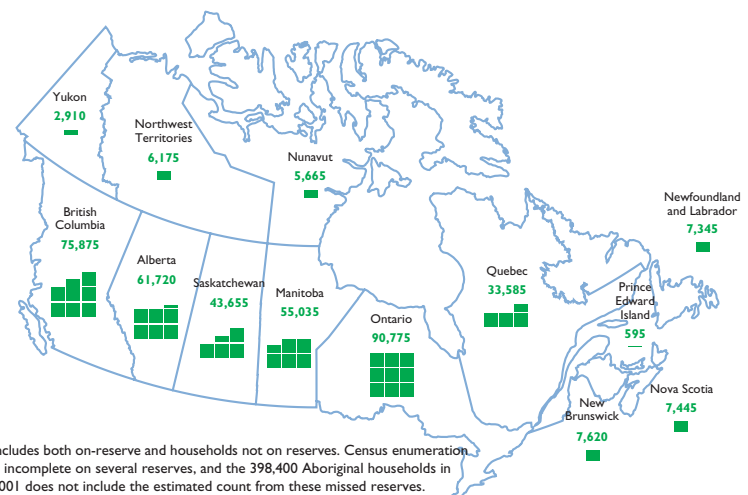 Yukon
2,910
Northwest
Territories
6,175
Nunavut
5,665
Newfoundland
and Labrador
7,345
British
Columbia
75,875
Alberta
61,720
Saskatchewan
43,655
Manitoba
55,035
Ontario
90,775
Quebec
33,585
Prince
Edward
Island
595
Nova Scotia
7,445
New
Brunswick
7,620
both on-reserve and households not on reserves. Census enumeration
incomplete on several reserves, and the 398,400 Aboriginal households in
does not include the estimated count from these missed reserves.